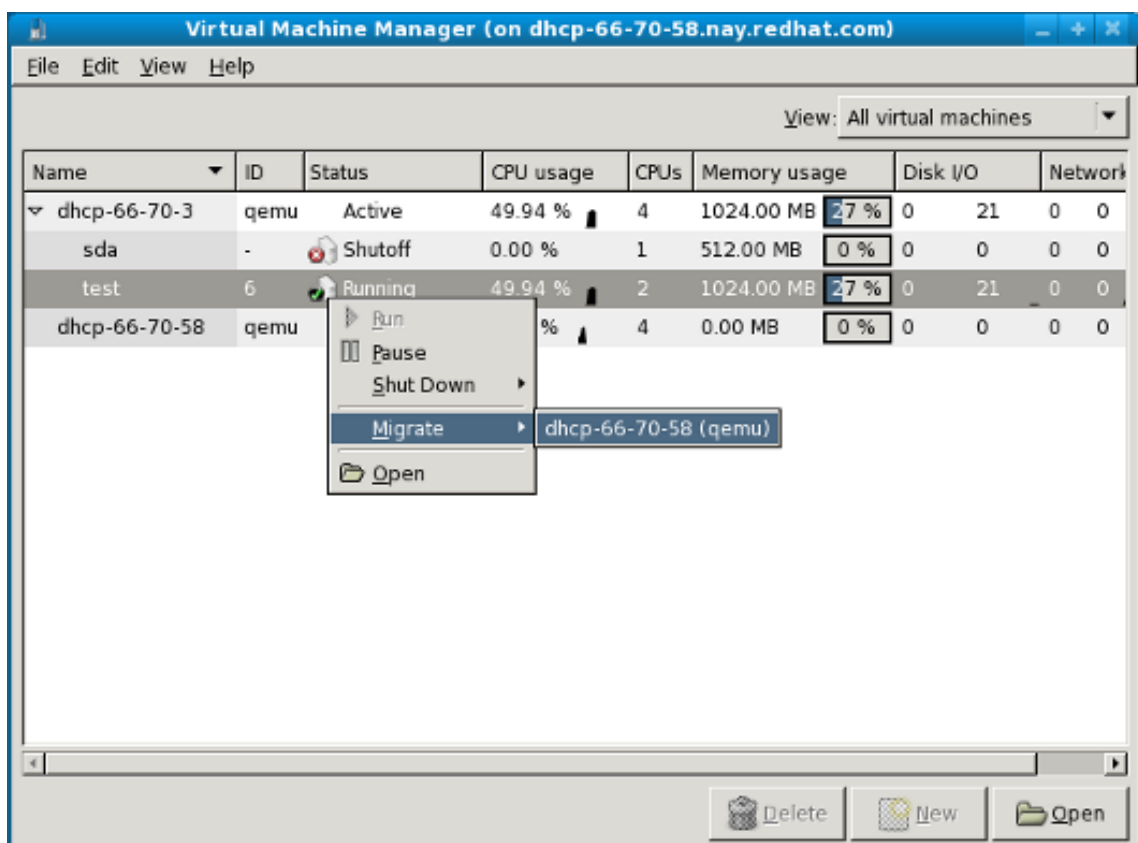 Virtual Machine Manager (on dhcp-66-70-58.nay.redhat.com)
File Edit View Help
View: All virtual machines
Name ID Status CPU usage CPUs Memory usage Disk I/O Network
dhcp-66-70-3 qemu Active 49.94 % 4 1024.00 MB 27 % 0 21 0 0
sda - Shutoff 0.00 % 1 512.00 MB 0 % 0 0 0 0
test 6 Running 49.94 % 2 1024.00 MB 27 % 0 21 0 0
dhcp-66-70-58 qemu % 4 0.00 MB 0 % 0 0 0 0
Run
Pause
Shut Down
Migrate dhcp-66-70-58 (qemu)
Open
Delete New Open